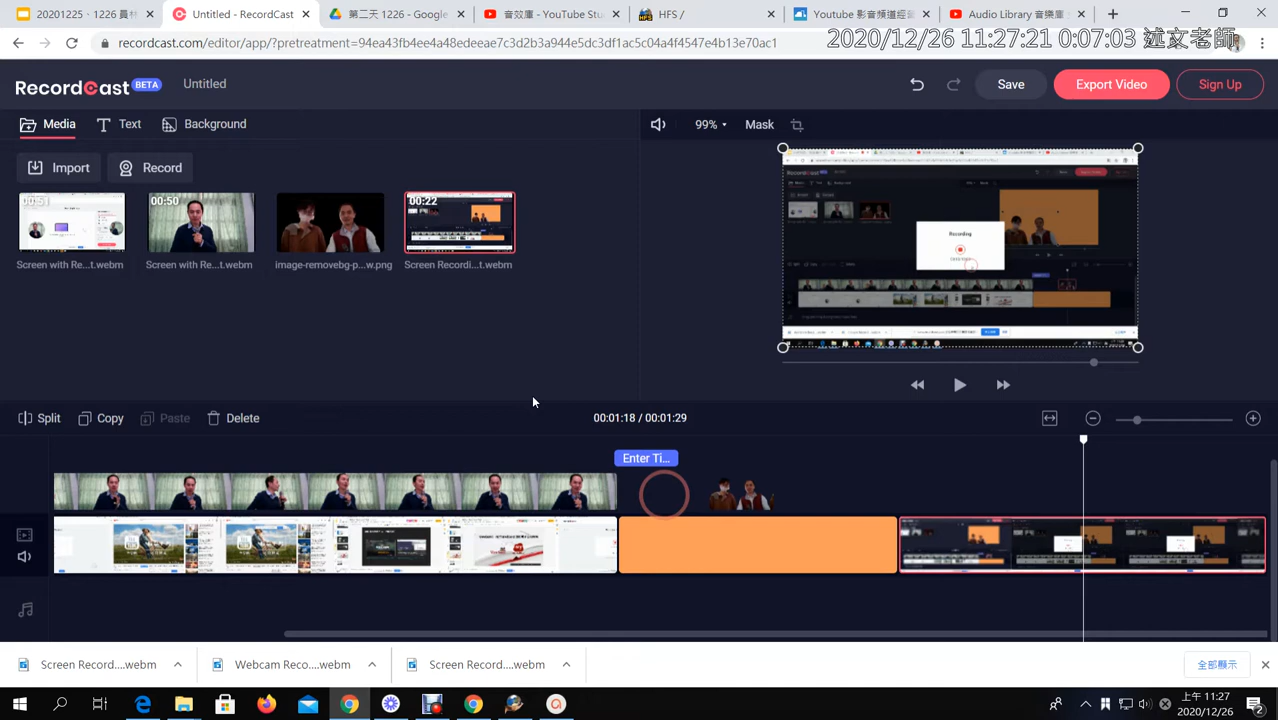 20201225 - 1226 員林
Untitled - RecordCast
第二天 1226 - Google
音效庫 - YouTube Stu
HFS /
Youtube 影音頻道經
Audio Library 音樂庫
recordcast.com/editor/app/?pretreatment=94ea43fb4ee4a48edeeae7c3d2b3a944e5dc3df1ac5c04a4f4547e4b13e70ac1
2020/12/26 11:27:21 0:07:03 述文老師
RecordCast BETA Untitled
Save Export Video Sign Up
Media Text Background
99% Mask
Import Record
00:51 00:50 00:22
Screen with Re...t.webm Screen with Re...t.webm image-removebg-p...w.png Screen Recordi...t.webm
Recording
Split Copy Paste Delete 00:01:18 / 00:01:29
Enter Ti...
Screen Record....webm Webcam Reco....webm Screen Record....webm 全部顯示
上午 11:27
2020/12/26
2